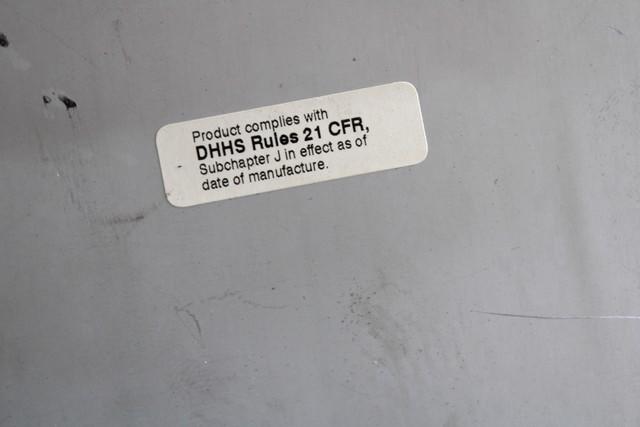 Product complies with
DHHS Rules 21 CFR,
Subchapter J in effect as of
date of manufacture.